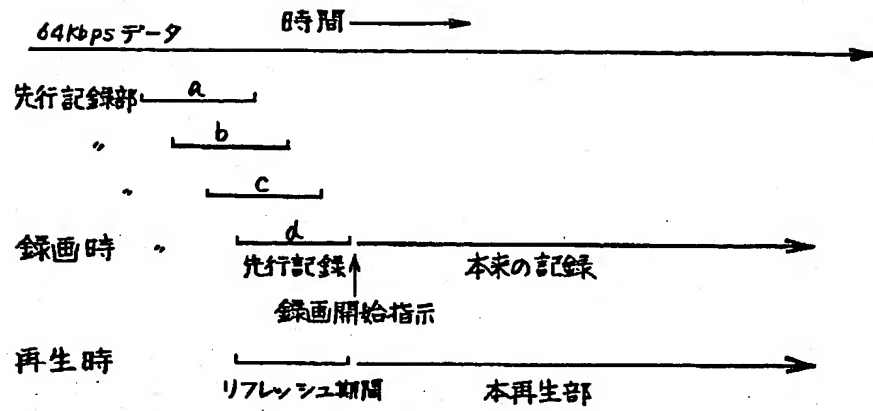 64Kbps データ 時間
先行記録部 a
〃 b
〃 c
録画時 〃 d
先行記録 本来の記録
録画開始指示
再生時
リフレッシュ期間 本再生部